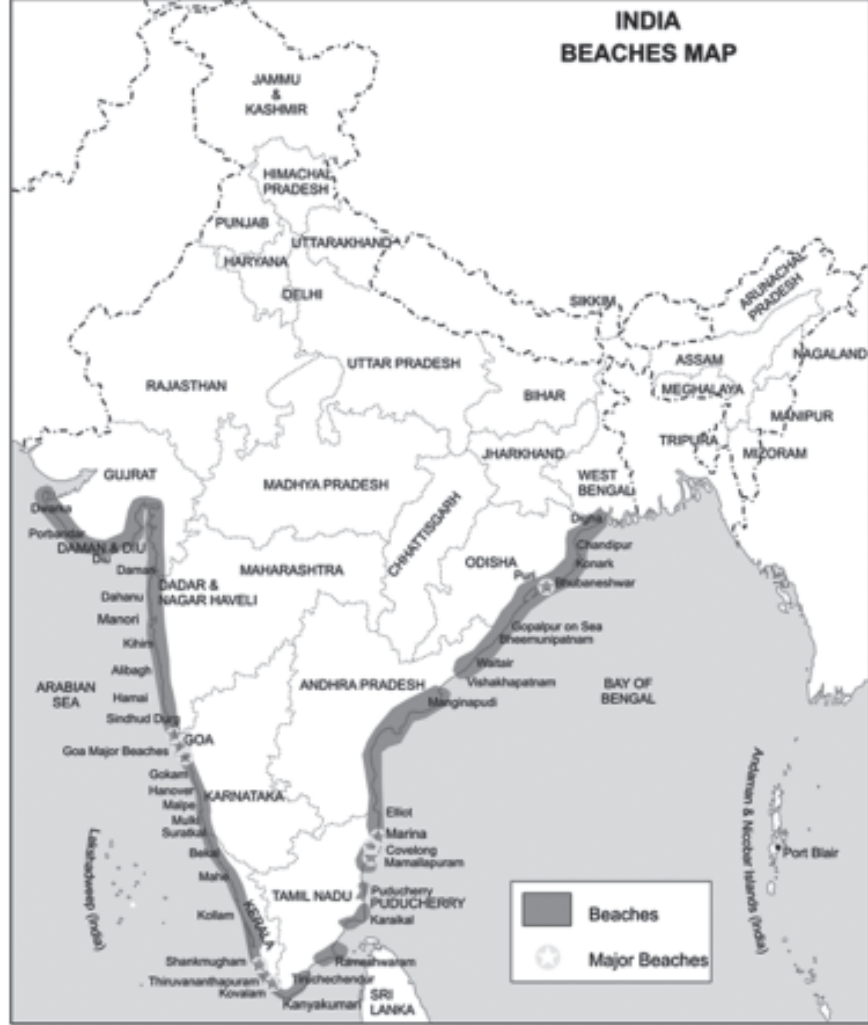 INDIA
BEACHES MAP
JAMMU
&
KASHMIR
HIMACHAL
PRADESH
PUNJAB
UTTARAKHAND
HARYANA
DELHI
SIKKIM
ARUNACHAL
PRADESH
UTTAR PRADESH
ASSAM
NAGALAND
RAJASTHAN
BIHAR
MEGHALAYA
MANIPUR
TRIPURA
MIZORAM
JHARKHAND
GUJRAT
MADHYA PRADESH
WEST
BENGAL
CHHATTISGARH
Dwarka
Digha
Porbandar
DAMAN & DIU
Diu
Chandipur
Konark
ODISHA
Daman
MAHARASHTRA
Puri
Bhubaneshwar
DADAR &
NAGAR HAVELI
Dahanu
Manori
Gopalpur on Sea
Bheemunipatnam
Kihim
Waltair
Alibagh
Vishakhapatnam
ARABIAN
SEA
ANDHRA PRADESH
BAY OF
BENGAL
Hamai
Manginapudi
Sindhud Durg
GOA
Goa Major Beaches
Gokarn
Hanover
KARNATAKA
Malpe
Mulki
Suratkal
Elliot
Marina
Covelong
Mamallapuram
Bekal
Mahe
Lakshadweep (India)
Andaman & Nicobar Islands (India)
Port Blair
TAMIL NADU
Puducherry
PUDUCHERRY
Karaikal
KERALA
Kollam
Beaches
Major Beaches
Shankmugham
Rameshwaram
Thiruvananthapuram
Tiruchechendur
Kovalam
Kanyakumari
SRI
LANKA